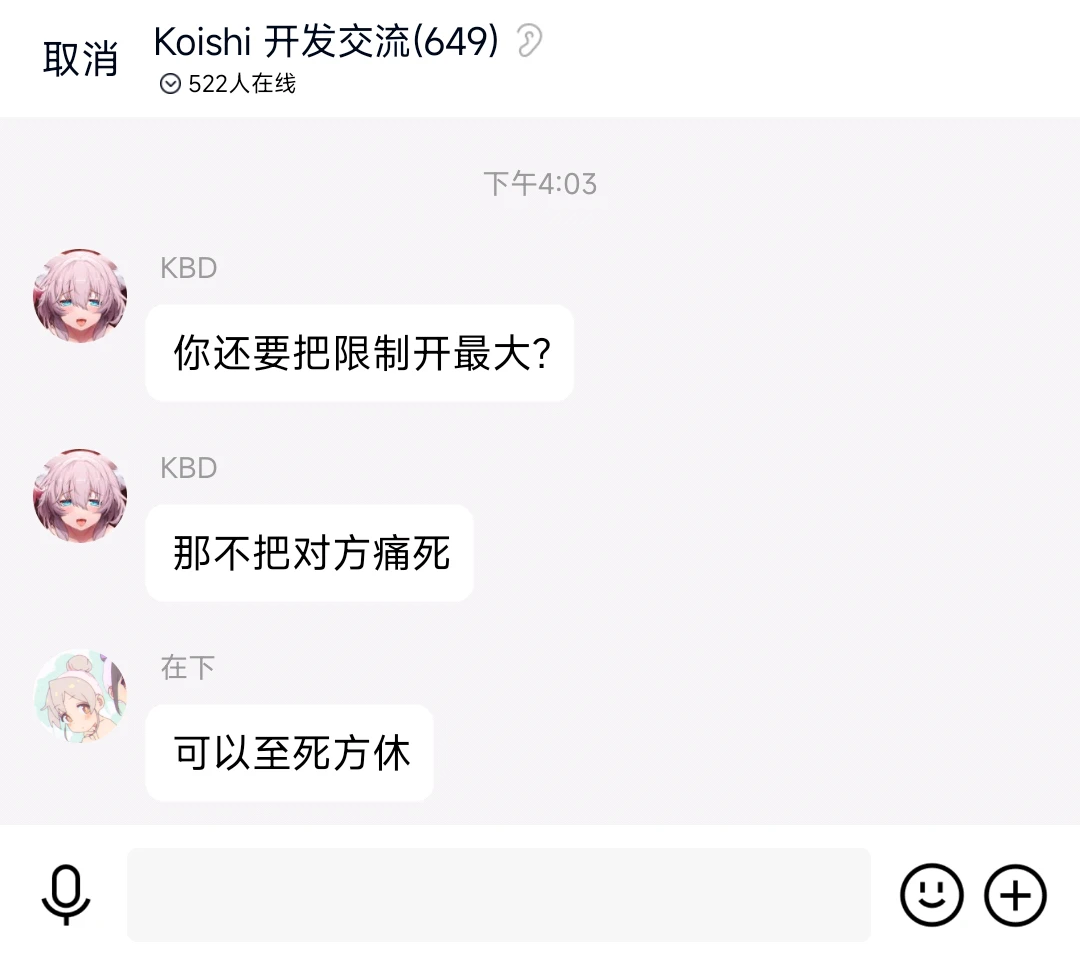 取消
Koishi 开发交流(649)
522人在线
下午4:03
KBD
你还要把限制开最大?
KBD
那不把对方痛死
在下
可以至死方休